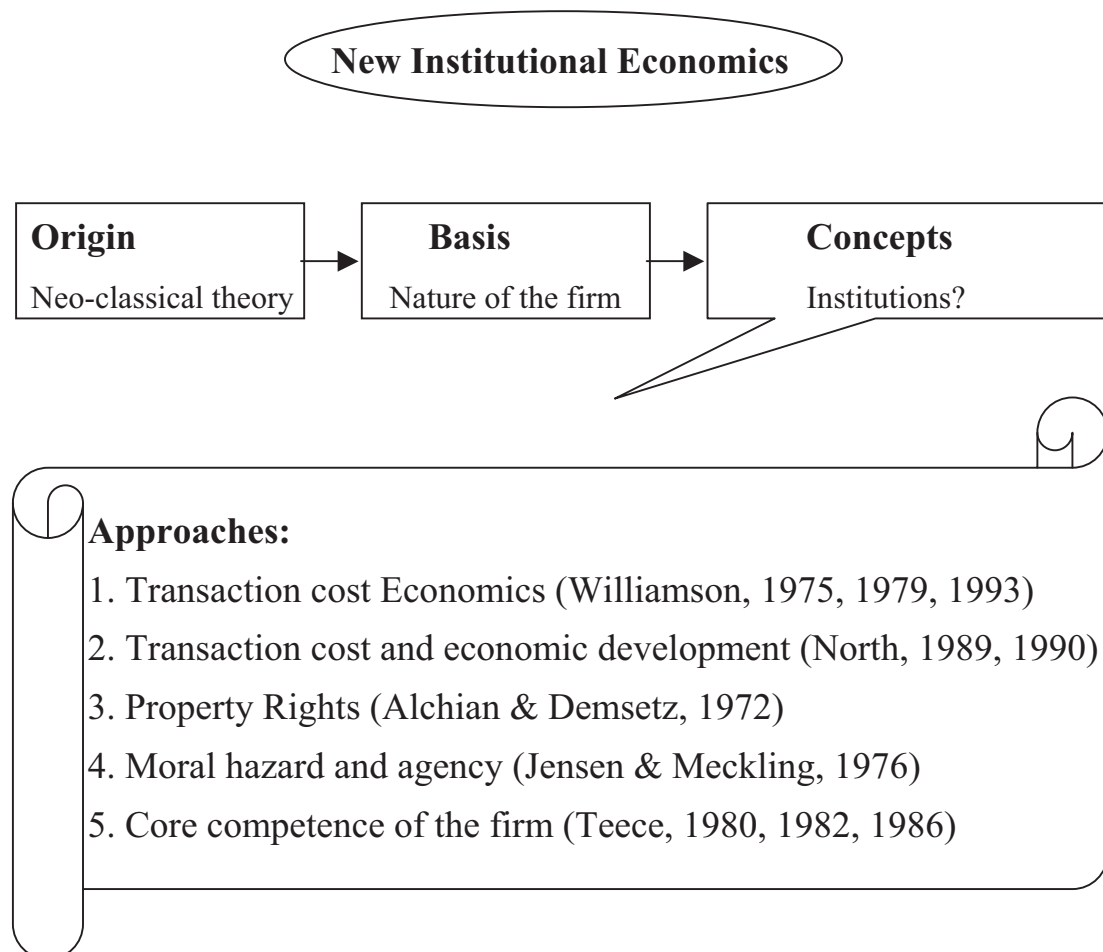 New Institutional Economics
Origin
Neo-classical theory
Basis
Nature of the firm
Concepts
Institutions?
Approaches:
1. Transaction cost Economics (Williamson, 1975, 1979, 1993)
2. Transaction cost and economic development (North, 1989, 1990)
3. Property Rights (Alchian & Demsetz, 1972)
4. Moral hazard and agency (Jensen & Meckling, 1976)
5. Core competence of the firm (Teece, 1980, 1982, 1986)